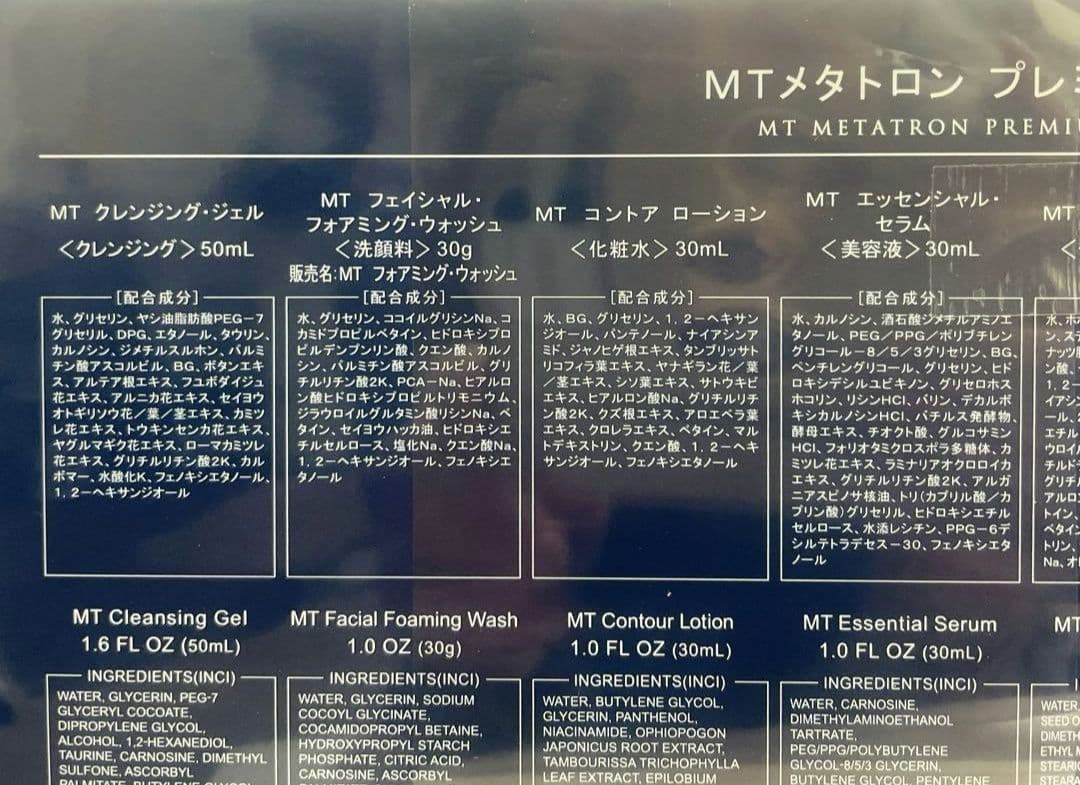 MTメタトロン プレミ
MT METATRON PREMI
MT クレンジング・ジェル
＜クレンジング＞50mL
[配合成分]
水、グリセリン、ヤシ油脂肪酸PEG－7
グリセリル、DPG、エタノール、タウリン、
カルノシン、ジメチルスルホン、パルミ
チン酸アスコルビル、BG、ボタンエキ
ス、アルテア根エキス、フユボダイジュ
花エキス、アルニカ花エキス、セイヨウ
オトギリソウ花／葉／茎エキス、カミツ
レ花エキス、トウキンセンカ花エキス、
ヤグルマギク花エキス、ローマカミツレ
花エキス、グリチルリチン酸2K、カル
ボマー、水酸化K、フェノキシエタノール、
1，2－ヘキサンジオール
MT フェイシャル・
フォアミング・ウォッシュ
＜洗顔料＞30g
販売名：MT フォアミング・ウォッシュ
[配合成分]
水、グリセリン、ココイルグリシンNa、コ
カミドプロピルベタイン、ヒドロキシプロ
ピルデンプンリン酸、クエン酸、カルノ
シン、パルミチン酸アスコルビル、グリ
チルリチン酸2K、PCA－Na、ヒアルロ
ン酸ヒドロキシプロピルトリモニウム、
ジラウロイルグルタミン酸リシンNa、ベ
タイン、セイヨウハッカ油、ヒドロキシエ
チルセルロース、塩化Na、クエン酸Na、
1，2－ヘキサンジオール、フェノキシエ
タノール
MT コントア ローション
＜化粧水＞30mL
[配合成分]
水、BG、グリセリン、1，2－ヘキサン
ジオール、パンテノール、ナイアシンア
ミド、ジャノヒゲ根エキス、タンブリッサト
リコフィラ葉エキス、ヤナギラン花／葉
／茎エキス、シソ葉エキス、サトウキビ
エキス、ヒアルロン酸Na、グリチルリチ
ン酸2K、クズ根エキス、アロエベラ葉
エキス、クロレラエキス、ベタイン、マル
トデキストリン、クエン酸、1，2－ヘキ
サンジオール、フェノキシエタノール
MT エッセンシャル・
セラム
＜美容液＞30mL
[配合成分]
水、カルノシン、酒石酸ジメチルアミノエ
タノール、PEG／PPG／ポリブチレン
グリコール－8／5／3グリセリン、BG、
ペンチレングリコール、グリセリン、ヒド
ロキシデシルユビキノン、グリセロホス
ホコリン、リシンHCl、バリン、デカルボ
キシカルノシンHCl、バチルス発酵物、
酵母エキス、チオクト酸、グルコサミン
HCl、フォリオタミクロスポラ多糖体、カ
ミツレ花エキス、ラミナリアオクロロイカ
エキス、グリチルリチン酸2K、アルガ
ニアスピノサ核油、トリ（カプリル酸／カ
プリン酸）グリセリル、ヒドロキシエチル
セルロース、水添レシチン、PPG－6デ
シルテトラデセス－30、フェノキシエタ
ノール
MT
＜
MT Cleansing Gel
1.6 FL OZ (50mL)
INGREDIENTS(INCI)
WATER, GLYCERIN, PEG-7
GLYCERYL COCOATE,
DIPROPYLENE GLYCOL,
ALCOHOL, 1,2-HEXANEDIOL,
TAURINE, CARNOSINE, DIMETHYL
SULFONE, ASCORBYL
MT Facial Foaming Wash
1.0 OZ (30g)
INGREDIENTS(INCI)
WATER, GLYCERIN, SODIUM
COCOYL GLYCINATE,
COCAMIDOPROPYL BETAINE,
HYDROXYPROPYL STARCH
PHOSPHATE, CITRIC ACID,
CARNOSINE, ASCORBYL
MT Contour Lotion
1.0 FL OZ (30mL)
INGREDIENTS(INCI)
WATER, BUTYLENE GLYCOL,
GLYCERIN, PANTHENOL,
NIACINAMIDE, OPHIOPOGON
JAPONICUS ROOT EXTRACT,
TAMBOURISSA TRICHOPHYLLA
LEAF EXTRACT, EPILOBIUM
MT Essential Serum
1.0 FL OZ (30mL)
INGREDIENTS(INCI)
WATER, CARNOSINE,
DIMETHYLAMINOETHANOL
TARTRATE,
PEG/PPG/POLYBUTYLENE
GLYCOL-8/5/3 GLYCERIN,
BUTYLENE GLYCOL, PENTYLENE
MT
WATER
SEED O
DIMETH
ETHYL
STEARI
STEARA